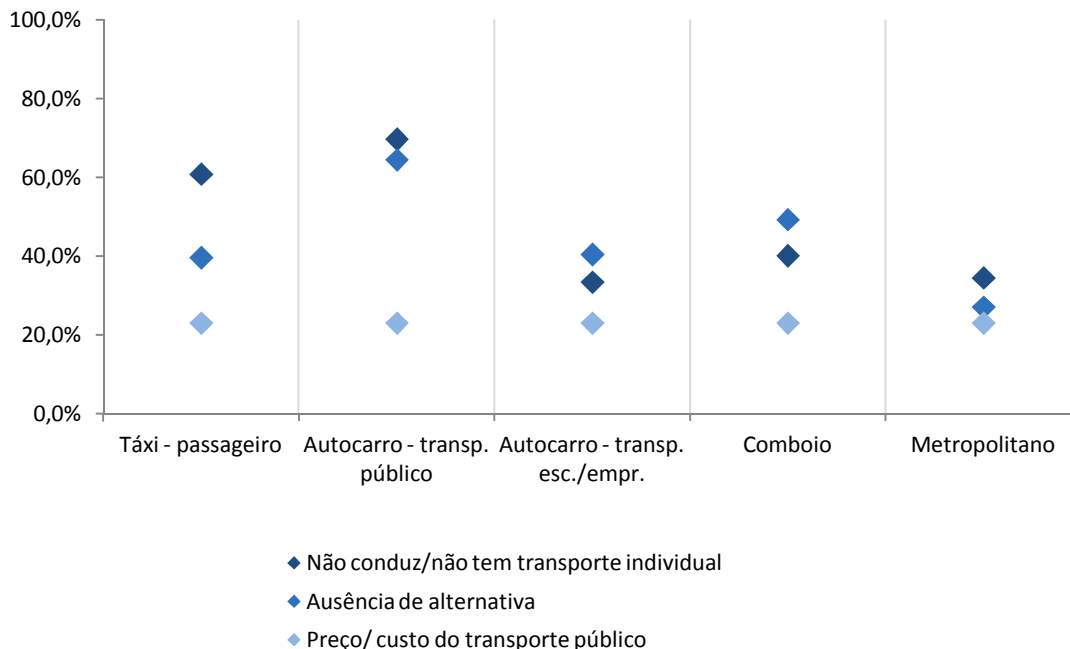 100,0%
80,0%
60,0%
40,0%
20,0%
0,0%
Táxi - passageiro
Autocarro - transp.
público
Autocarro - transp.
esc./empr.
Comboio
Metropolitano
Não conduz/não tem transporte individual
Ausência de alternativa
Preço/ custo do transporte público